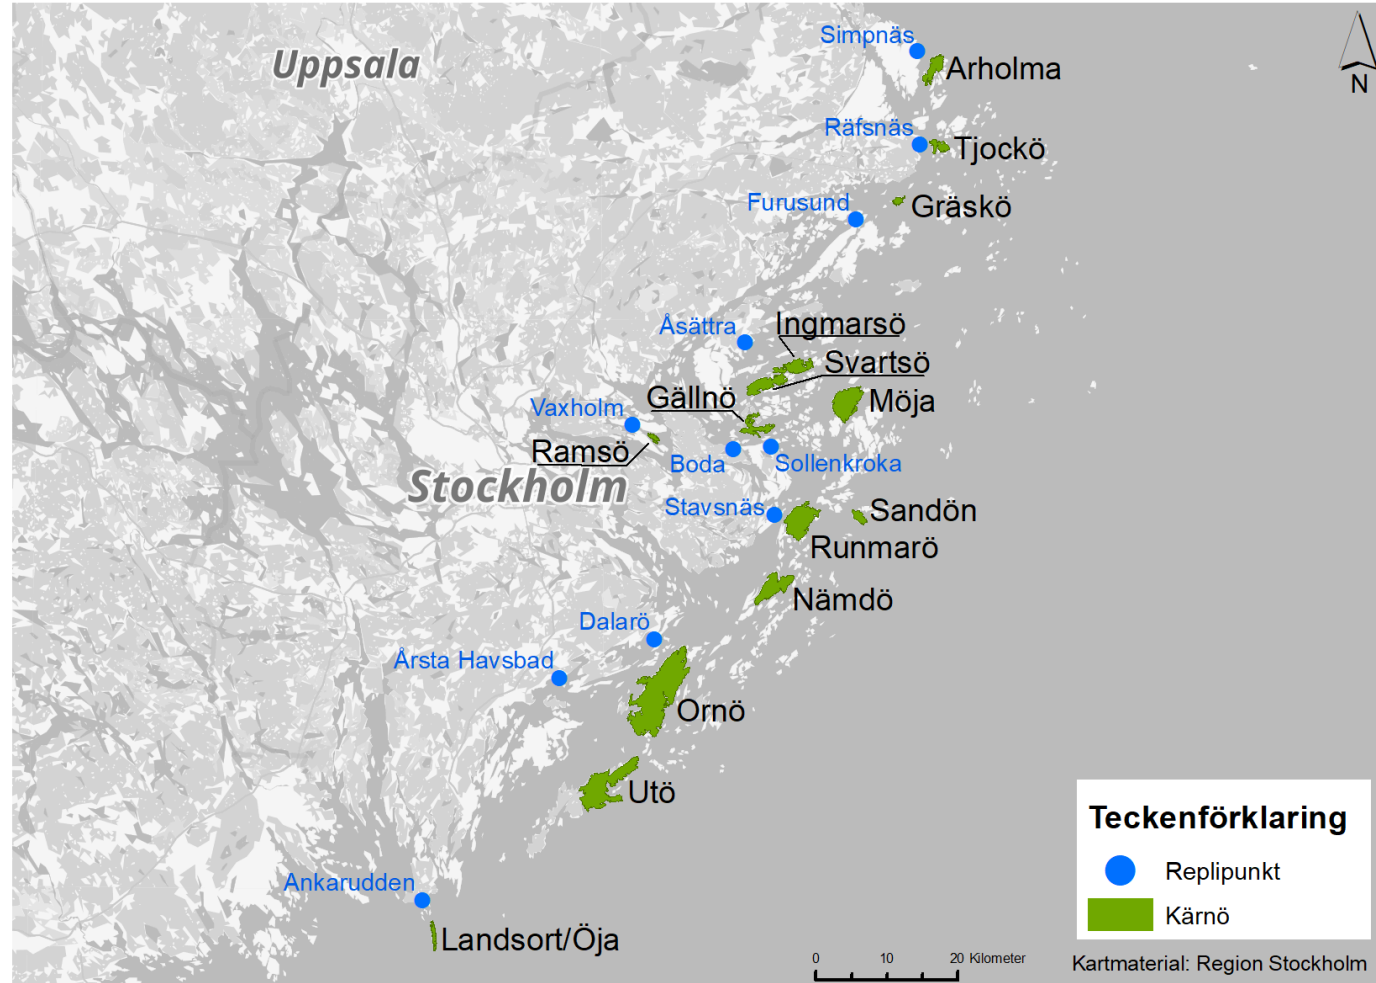 Simpnäs
Uppsala
Arholma
N
Räfsnäs
Tjockö
Furusund
Gräskö
Åsättra
Ingmarsö
Svartsö
Gällnö
Möja
Vaxholm
Ramsö
Boda
Sollenkroka
Stockholm
Stavsnäs
Sandön
Runmarö
Nämdö
Dalarö
Årsta Havsbad
Ornö
Utö
Teckenförklaring
Replipunkt
Kärnö
Ankarudden
Landsort/Öja
0 10 20 Kilometer
Kartmaterial: Region Stockholm